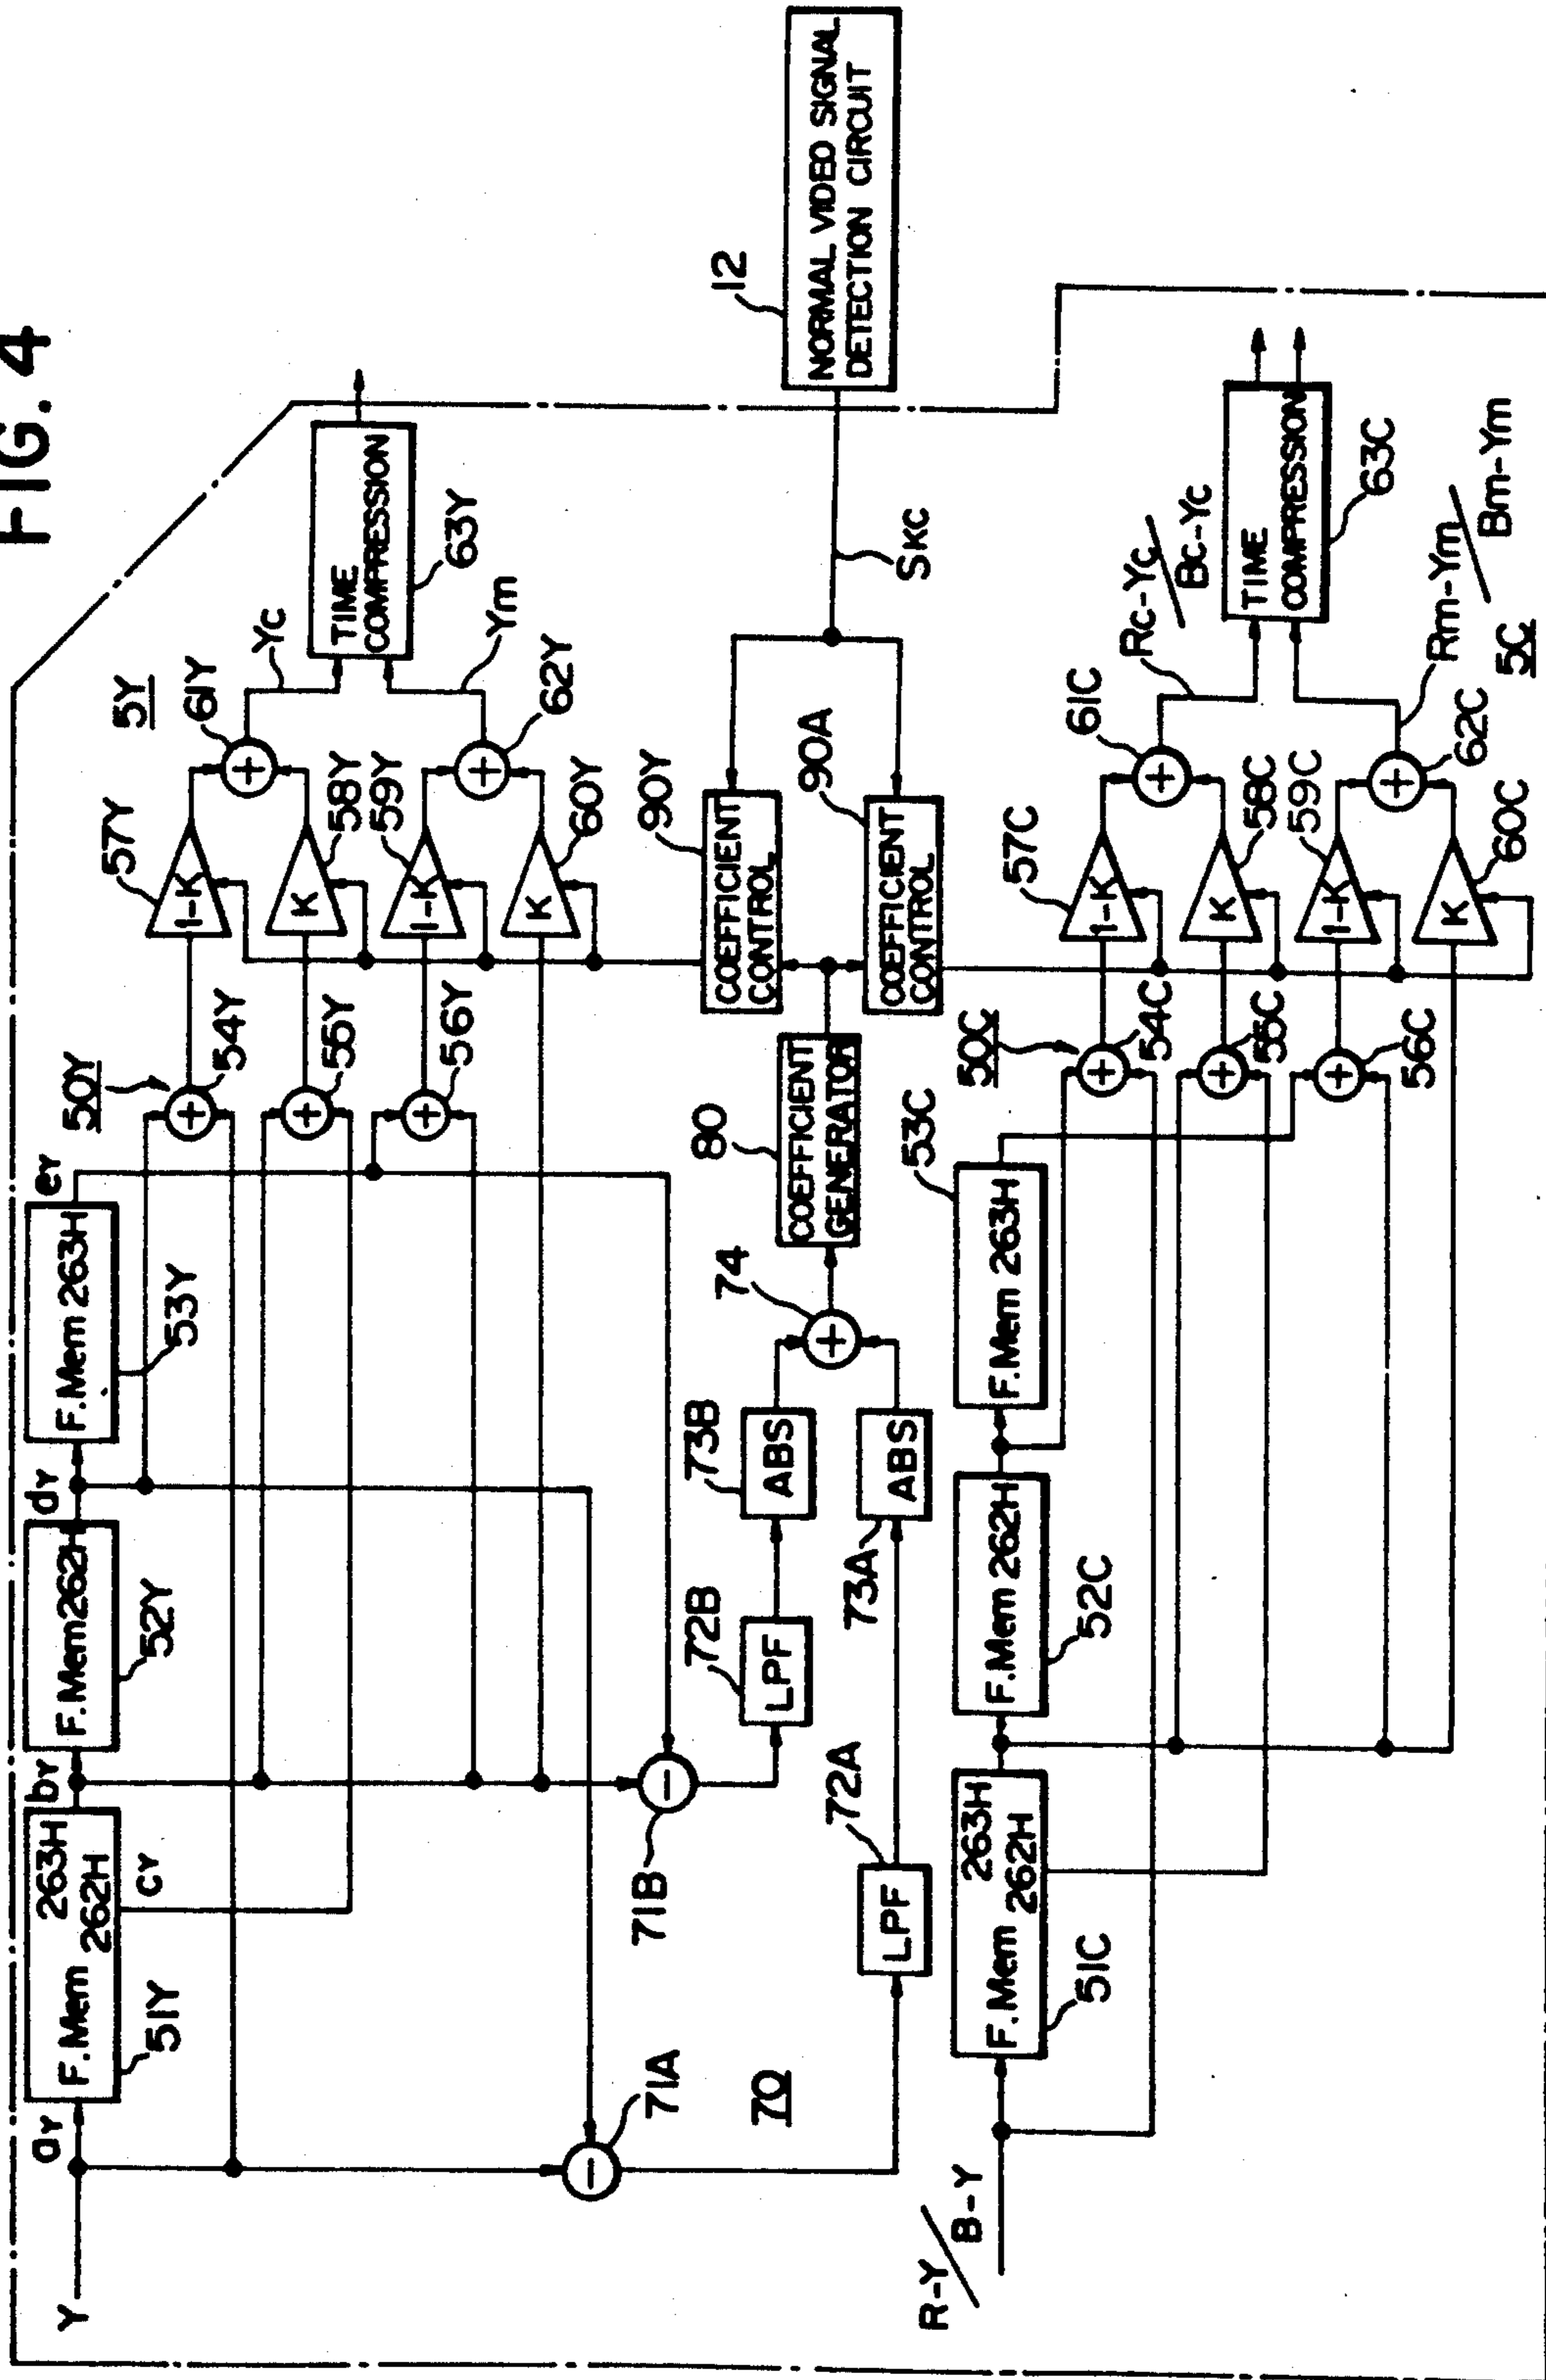 FIG. 4
Y
aY
F.Mem 263H
262H
51Y
bY
cY
F.Mem 262H
52Y
dY
F.Mem 263H
53Y
eY
50Y
54Y
55Y
56Y
57Y
1-K
K
58Y
1-K
59Y
K
60Y
5Y
61Y
+
+
+
+
+
62Y
Yc
Ym
TIME
COMPRESSION
63Y
71A
−
71B
−
70
72B
LPF
72A
LPF
73B
ABS
73A
ABS
74
+
80
COEFFICIENT
GENERATOR
90Y
COEFFICIENT
CONTROL
90A
COEFFICIENT
CONTROL
SKC
12
NORMAL VIDEO SIGNAL
DETECTION CIRCUIT
R-Y/B-Y
F.Mem 263H
262H
51C
F.Mem 262H
52C
F.Mem 263H
53C
50C
+
54C
+
55C
+
56C
57C
1-K
K
58C
1-K
59C
K
60C
61C
+
+
62C
Rc-Yc/Bc-Yc
Rm-Ym/Bm-Ym
TIME
COMPRESSION
63C
5C